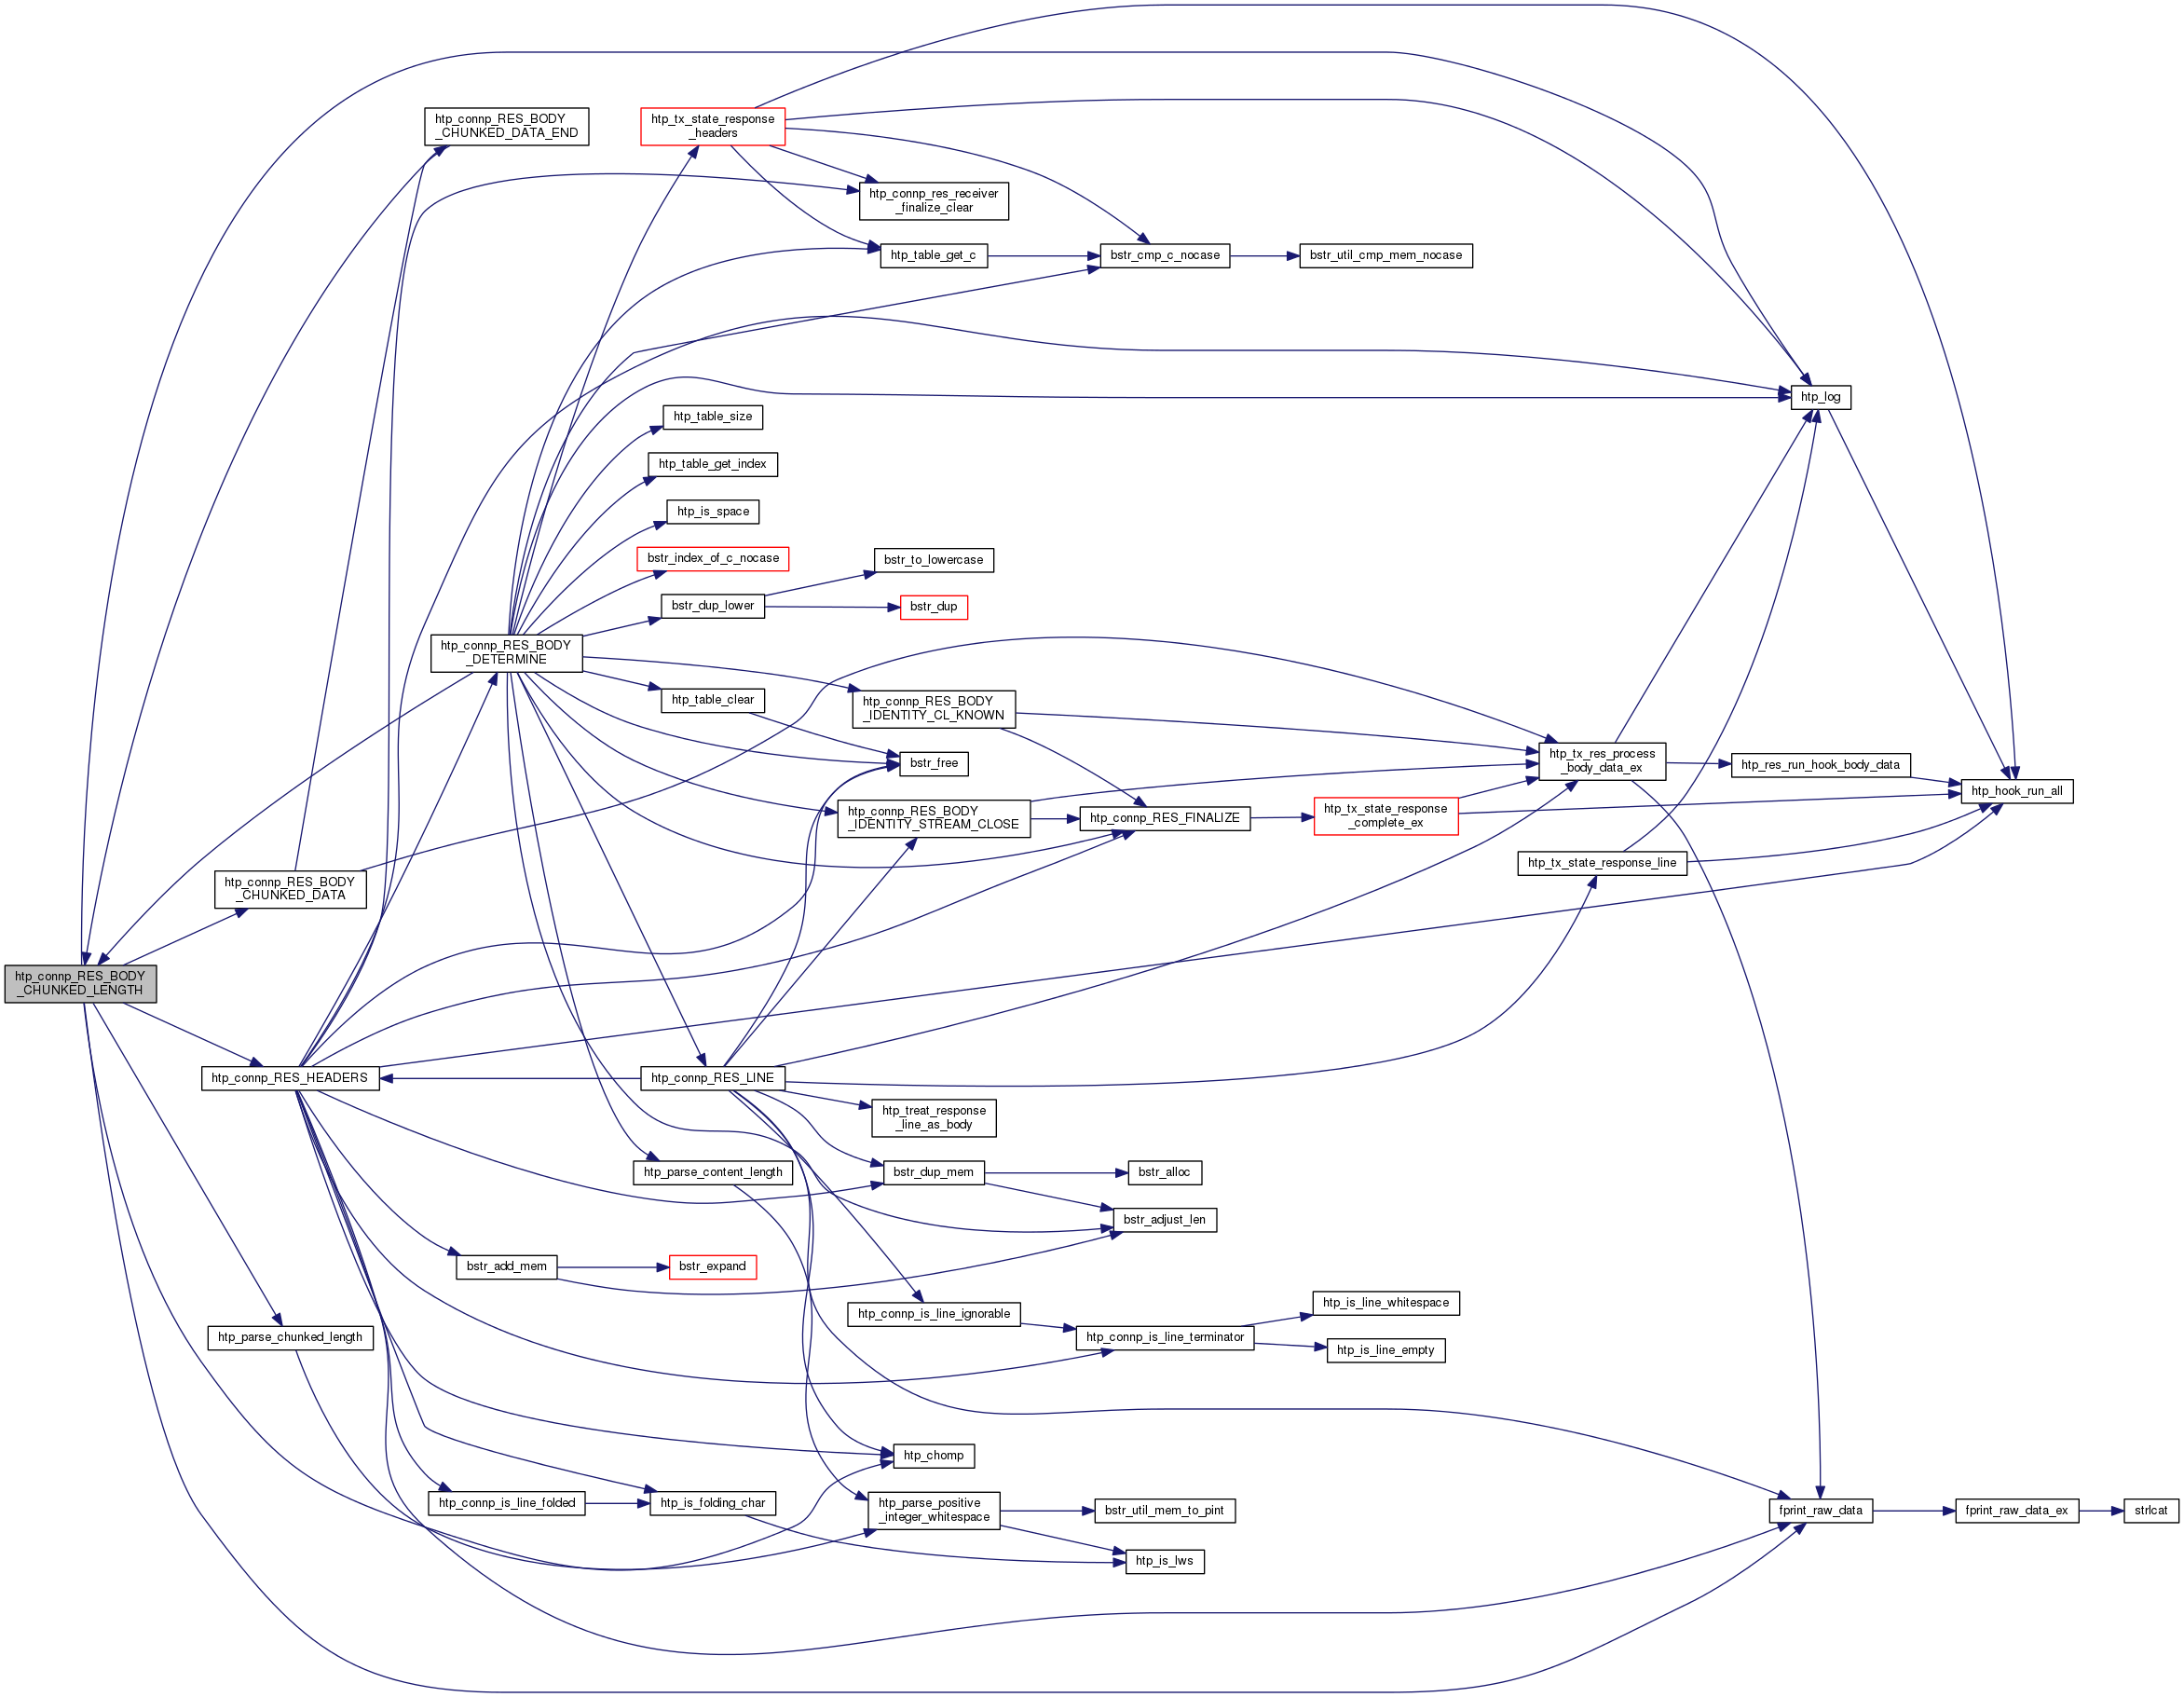 htp_connp_RES_BODY
_CHUNKED_DATA_END
htp_tx_state_response
_headers
htp_connp_res_receiver
_finalize_clear
htp_table_get_c
bstr_cmp_c_nocase
bstr_util_cmp_mem_nocase
htp_log
htp_table_size
htp_table_get_index
htp_is_space
bstr_index_of_c_nocase
bstr_to_lowercase
bstr_dup_lower
bstr_dup
htp_connp_RES_BODY
_DETERMINE
htp_table_clear
htp_connp_RES_BODY
_IDENTITY_CL_KNOWN
bstr_free
htp_tx_res_process
_body_data_ex
htp_res_run_hook_body_data
htp_hook_run_all
htp_connp_RES_BODY
_IDENTITY_STREAM_CLOSE
htp_connp_RES_FINALIZE
htp_tx_state_response
_complete_ex
htp_tx_state_response_line
htp_connp_RES_BODY
_CHUNKED_DATA
htp_connp_RES_BODY
_CHUNKED_LENGTH
htp_connp_RES_HEADERS
htp_connp_RES_LINE
htp_treat_response
_line_as_body
htp_parse_content_length
bstr_dup_mem
bstr_alloc
bstr_adjust_len
bstr_add_mem
bstr_expand
htp_connp_is_line_ignorable
htp_is_line_whitespace
htp_parse_chunked_length
htp_connp_is_line_terminator
htp_is_line_empty
htp_chomp
htp_connp_is_line_folded
htp_is_folding_char
htp_parse_positive
_integer_whitespace
bstr_util_mem_to_pint
fprint_raw_data
fprint_raw_data_ex
strlcat
htp_is_lws